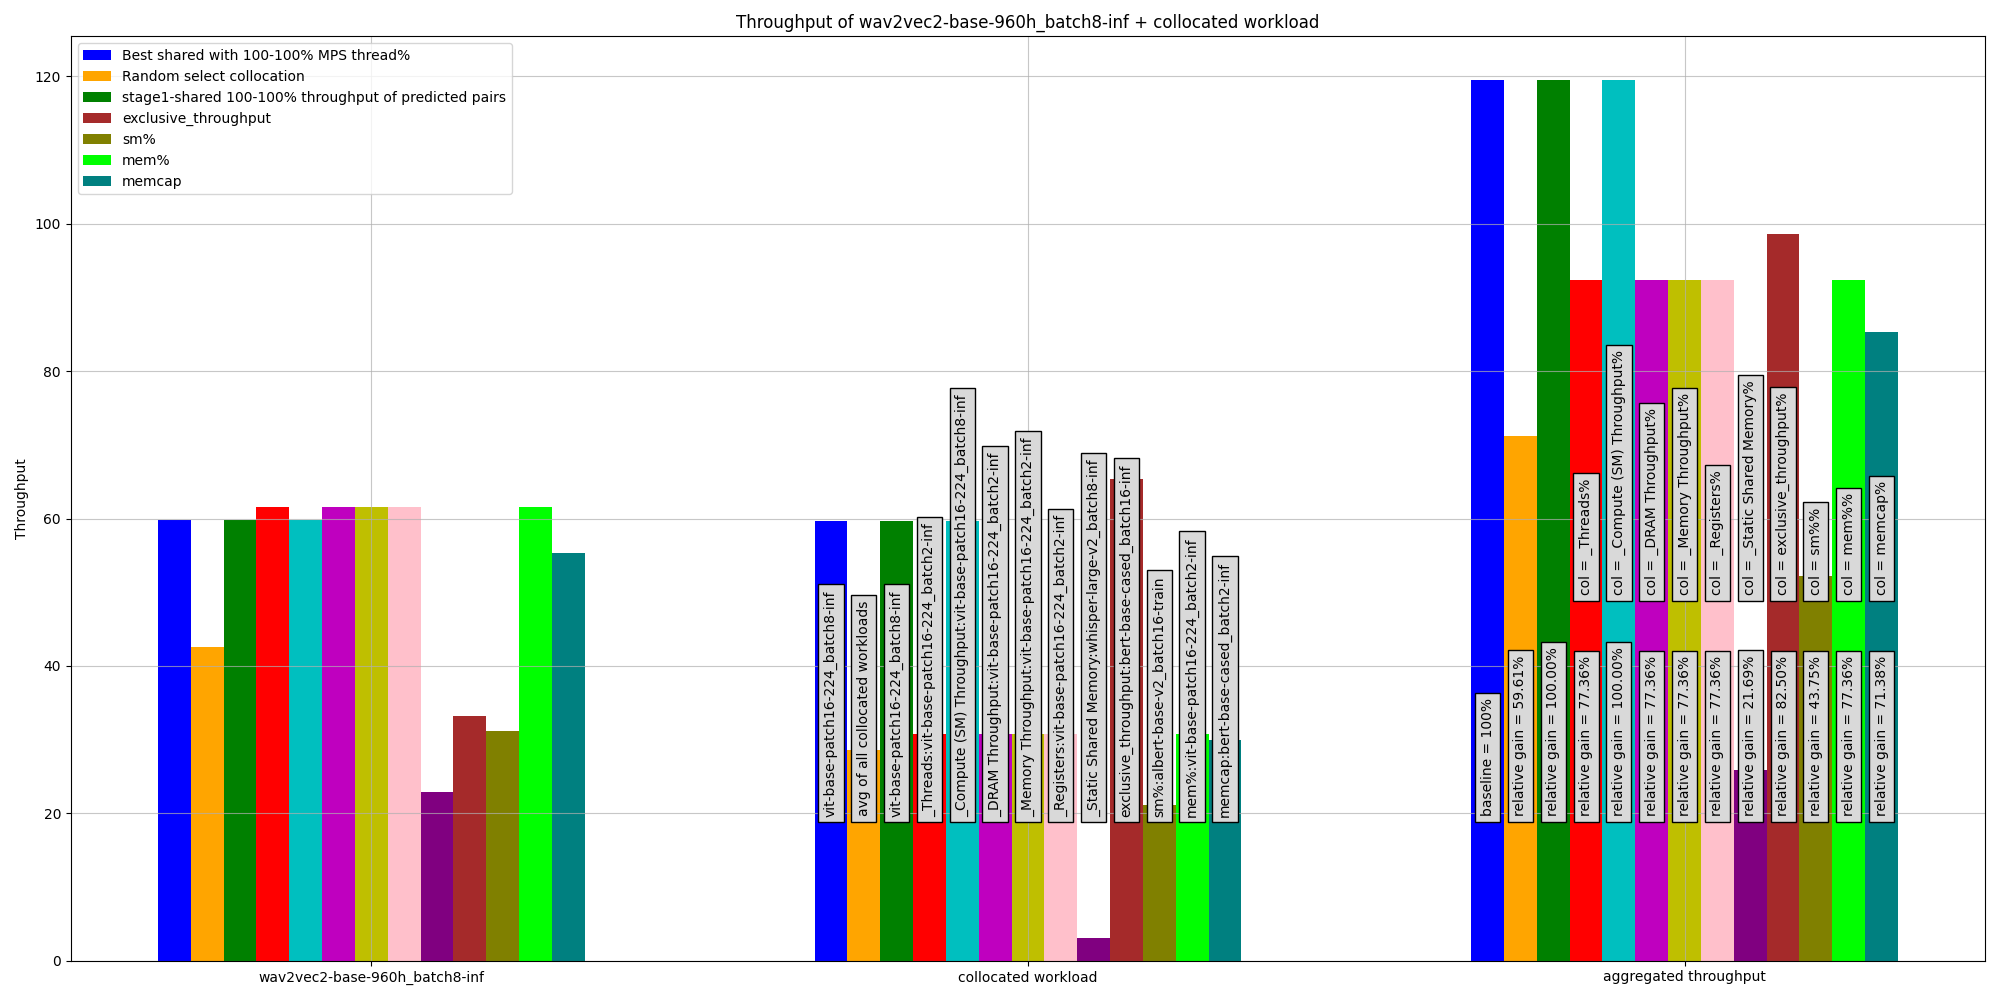 Throughput of wav2vec2-base-960h_batch8-inf + collocated workload
Best shared with 100-100% MPS thread%
Random select collocation
stage1-shared 100-100% throughput of predicted pairs
exclusive_throughput
sm%
mem%
memcap
Throughput
120
100
80
60
40
20
0
vit-base-patch16-224_batch8-inf
avg of all collocated workloads
vit-base-patch16-224_batch8-inf
_Threads:vit-base-patch16-224_batch2-inf
_Compute (SM) Throughput:vit-base-patch16-224_batch8-inf
_DRAM Throughput:vit-base-patch16-224_batch2-inf
_Memory Throughput:vit-base-patch16-224_batch2-inf
_Registers:vit-base-patch16-224_batch2-inf
_Static Shared Memory:whisper-large-v2_batch8-inf
exclusive_throughput:bert-base-cased_batch16-inf
sm%:albert-base-v2_batch16-train
mem%:vit-base-patch16-224_batch2-inf
memcap:bert-base-cased_batch2-inf
col = _Threads%
col = _Compute (SM) Throughput%
col = _DRAM Throughput%
col = _Memory Throughput%
col = _Registers%
col = _Static Shared Memory%
col = exclusive_throughput%
col = sm%%
col = mem%%
col = memcap%
baseline = 100%
relative gain = 59.61%
relative gain = 100.00%
relative gain = 77.36%
relative gain = 100.00%
relative gain = 77.36%
relative gain = 77.36%
relative gain = 77.36%
relative gain = 21.69%
relative gain = 82.50%
relative gain = 43.75%
relative gain = 77.36%
relative gain = 71.38%
wav2vec2-base-960h_batch8-inf
collocated workload
aggregated throughput